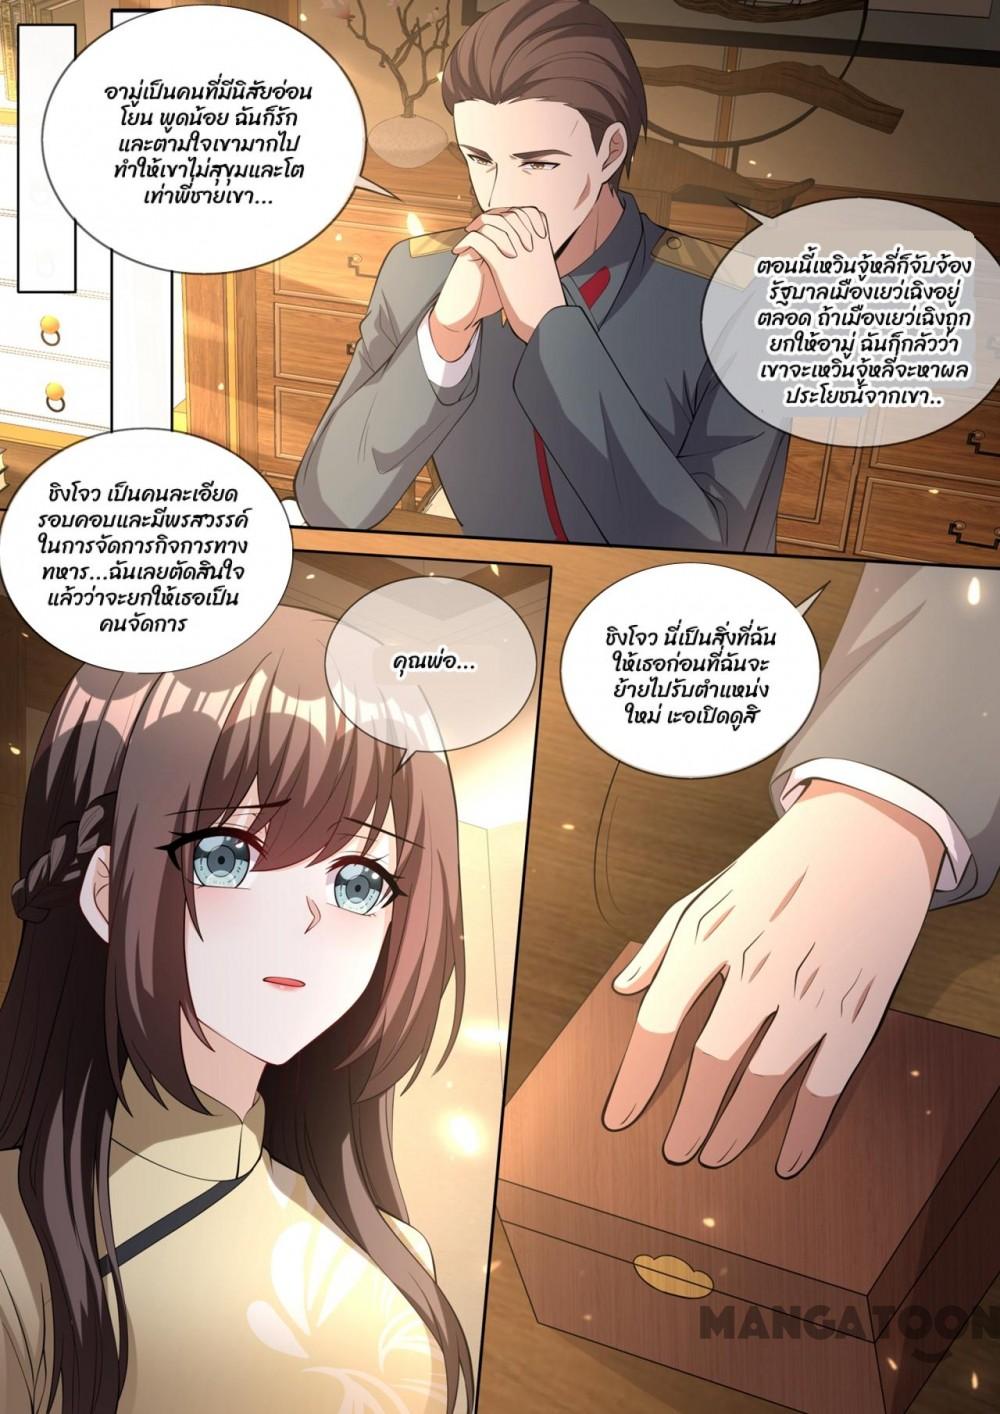 อามู่เป็นคนที่มีนิสัยอ่อน
โยน พูดน้อย ฉันก็รัก
และตามใจเขามากไป
ทำให้เขาไม่สุขุมและโต
เท่าพี่ชายเขา...
ตอนนี้เหวินจู้หลี่ก็จับจ้อง
รัฐบาลเมืองเยว่เฉิงอยู่
ตลอด ถ้าเมืองเยว่เฉิงถูก
ยกให้อามู่ ฉันก็กลัวว่า
เขาจะเหวินจู้หลี่จะหาผล
ประโยชน์จากเขา..
ชิงโจว เป็นคนละเอียด
รอบคอบและมีพรสวรรค์
ในการจัดการกิจการทาง
ทหาร...ฉันเลยตัดสินใจ
แล้วว่าจะยกให้เธอเป็น
คนจัดการ
คุณพ่อ...
ชิงโจว นี่เป็นสิ่งที่ฉัน
ให้เธอก่อนที่ฉันจะ
ย้ายไปรับตำแหน่ง
ใหม่ เะอเปิดดูสิ
MANGATOON